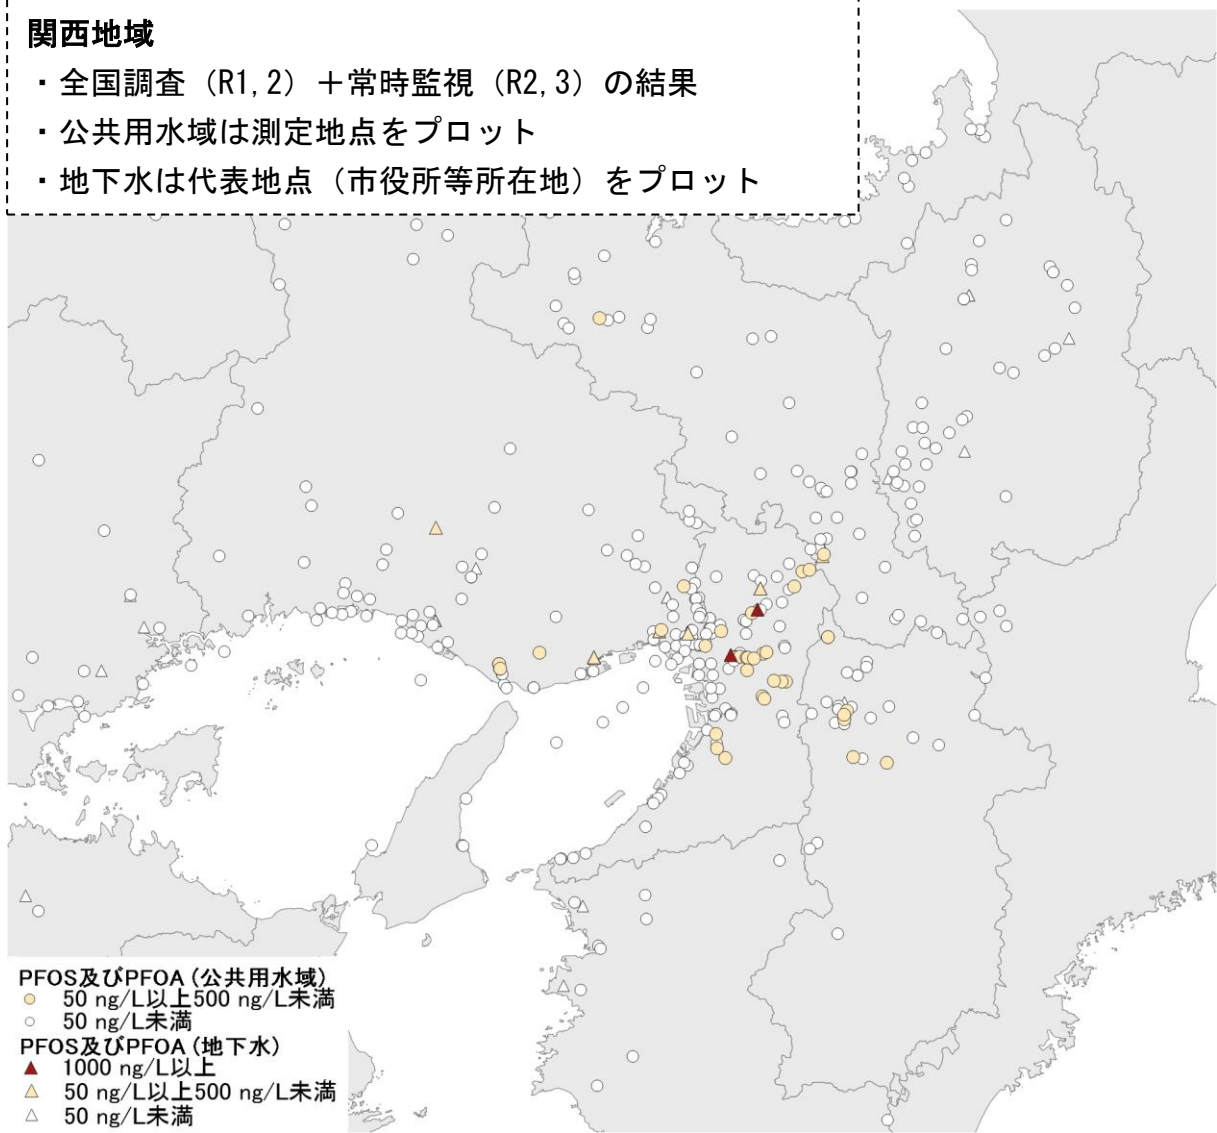 関西地域
・全国調査（R1,2）＋常時監視（R2,3）の結果
・公共用水域は測定地点をプロット
・地下水は代表地点（市役所等所在地）をプロット
PFOS及びPFOA（公共用水域）
50 ng/L以上500 ng/L未満
50 ng/L未満
PFOS及びPFOA（地下水）
1000 ng/L以上
50 ng/L以上500 ng/L未満
50 ng/L未満